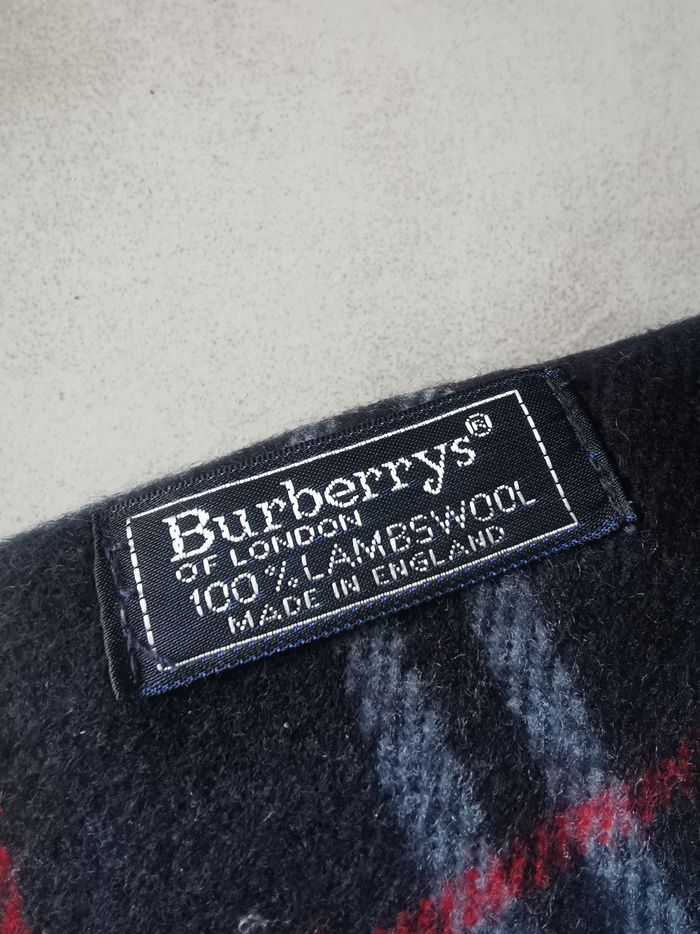 Burberrys®
OF LONDON
100% LAMBSWOOL
MADE IN ENGLAND